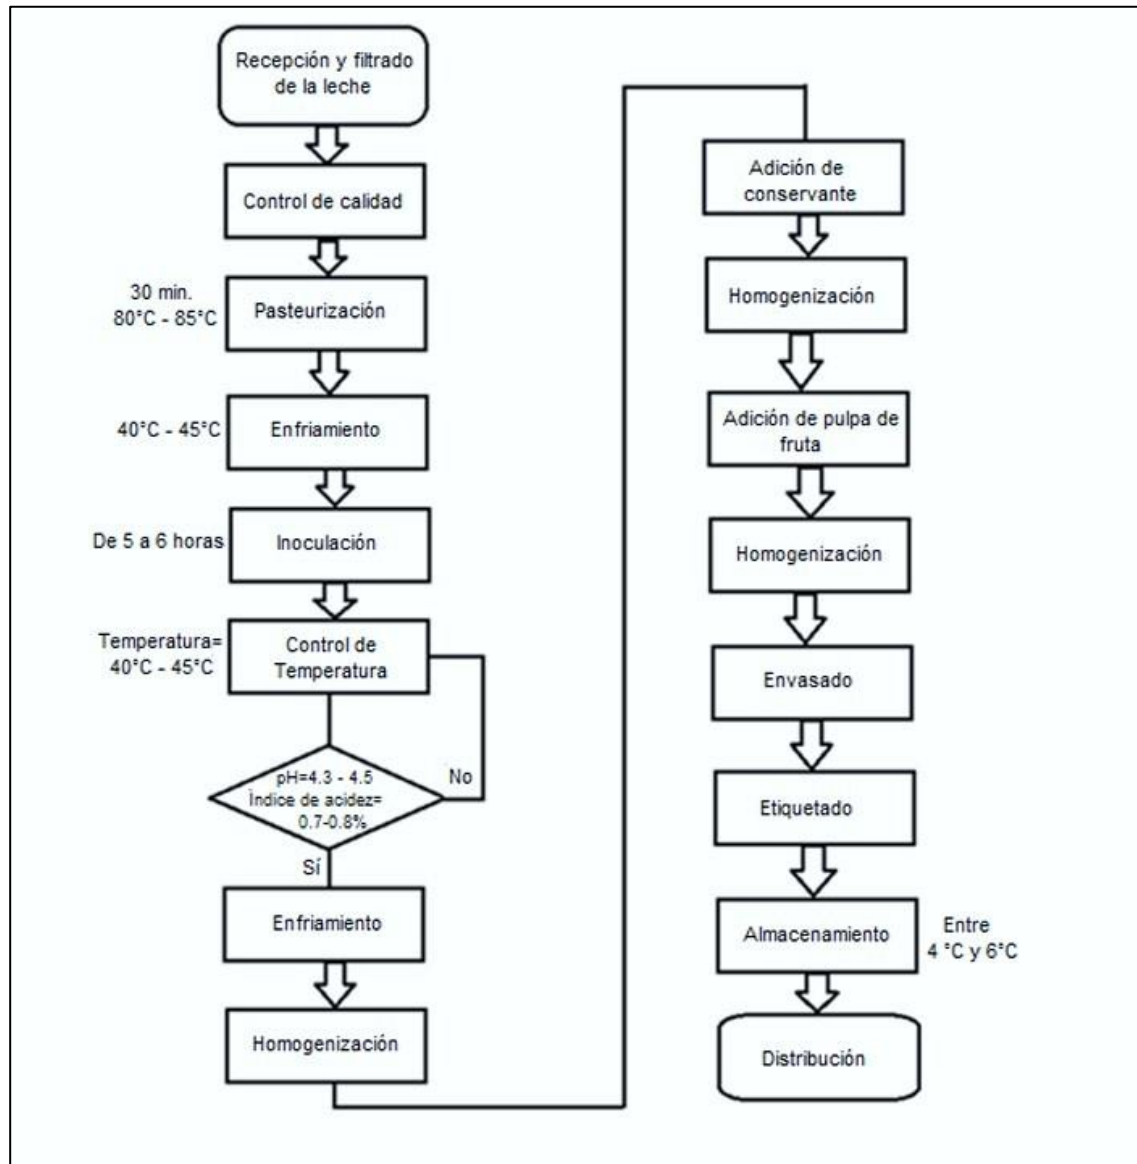 Recepción y filtrado
de la leche
Control de calidad
30 min.
80°C - 85°C
Pasteurización
40°C - 45°C
Enfriamiento
De 5 a 6 horas
Inoculación
Temperatura=
40°C - 45°C
Control de
Temperatura
pH=4.3 - 4.5
Índice de acidez=
0.7-0.8%
No
Sí
Enfriamiento
Homogenización
Adición de
conservante
Homogenización
Adición de pulpa de
fruta
Homogenización
Envasado
Etiquetado
Almacenamiento
Entre
4 °C y 6°C
Distribución